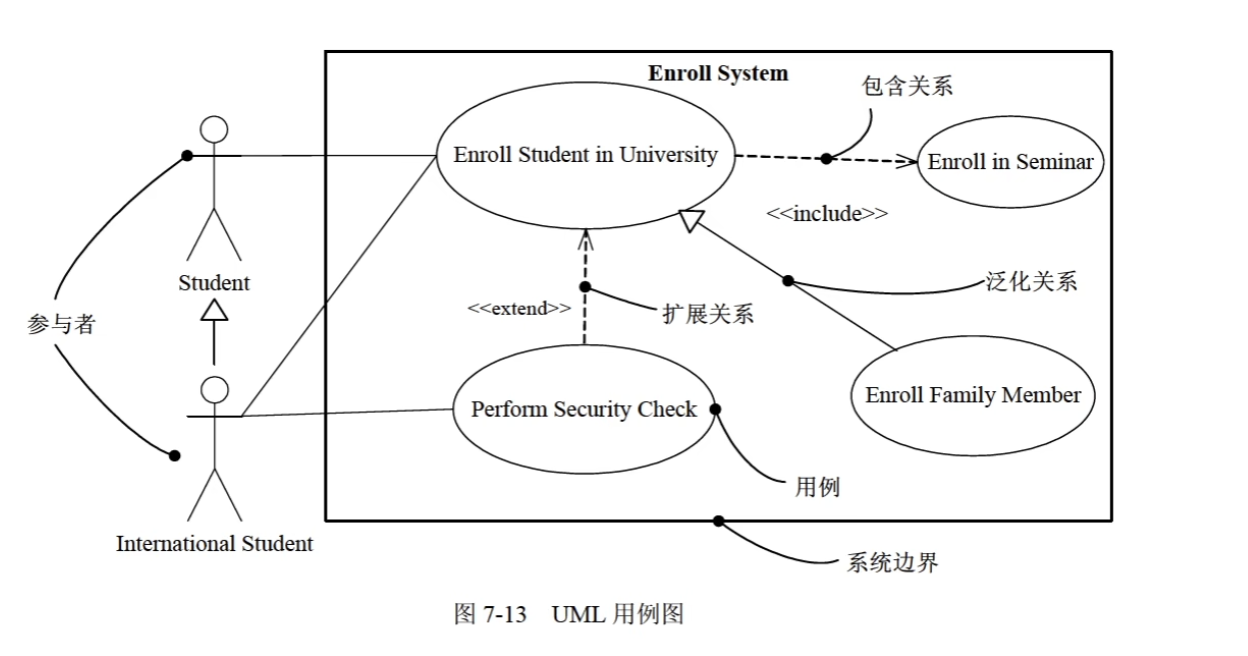 Enroll System
包含关系
Enroll Student in University
Enroll in Seminar
<<include>>
Student
泛化关系
<<extend>>
扩展关系
参与者
Enroll Family Member
Perform Security Check
用例
International Student
系统边界
图 7-13 UML 用例图